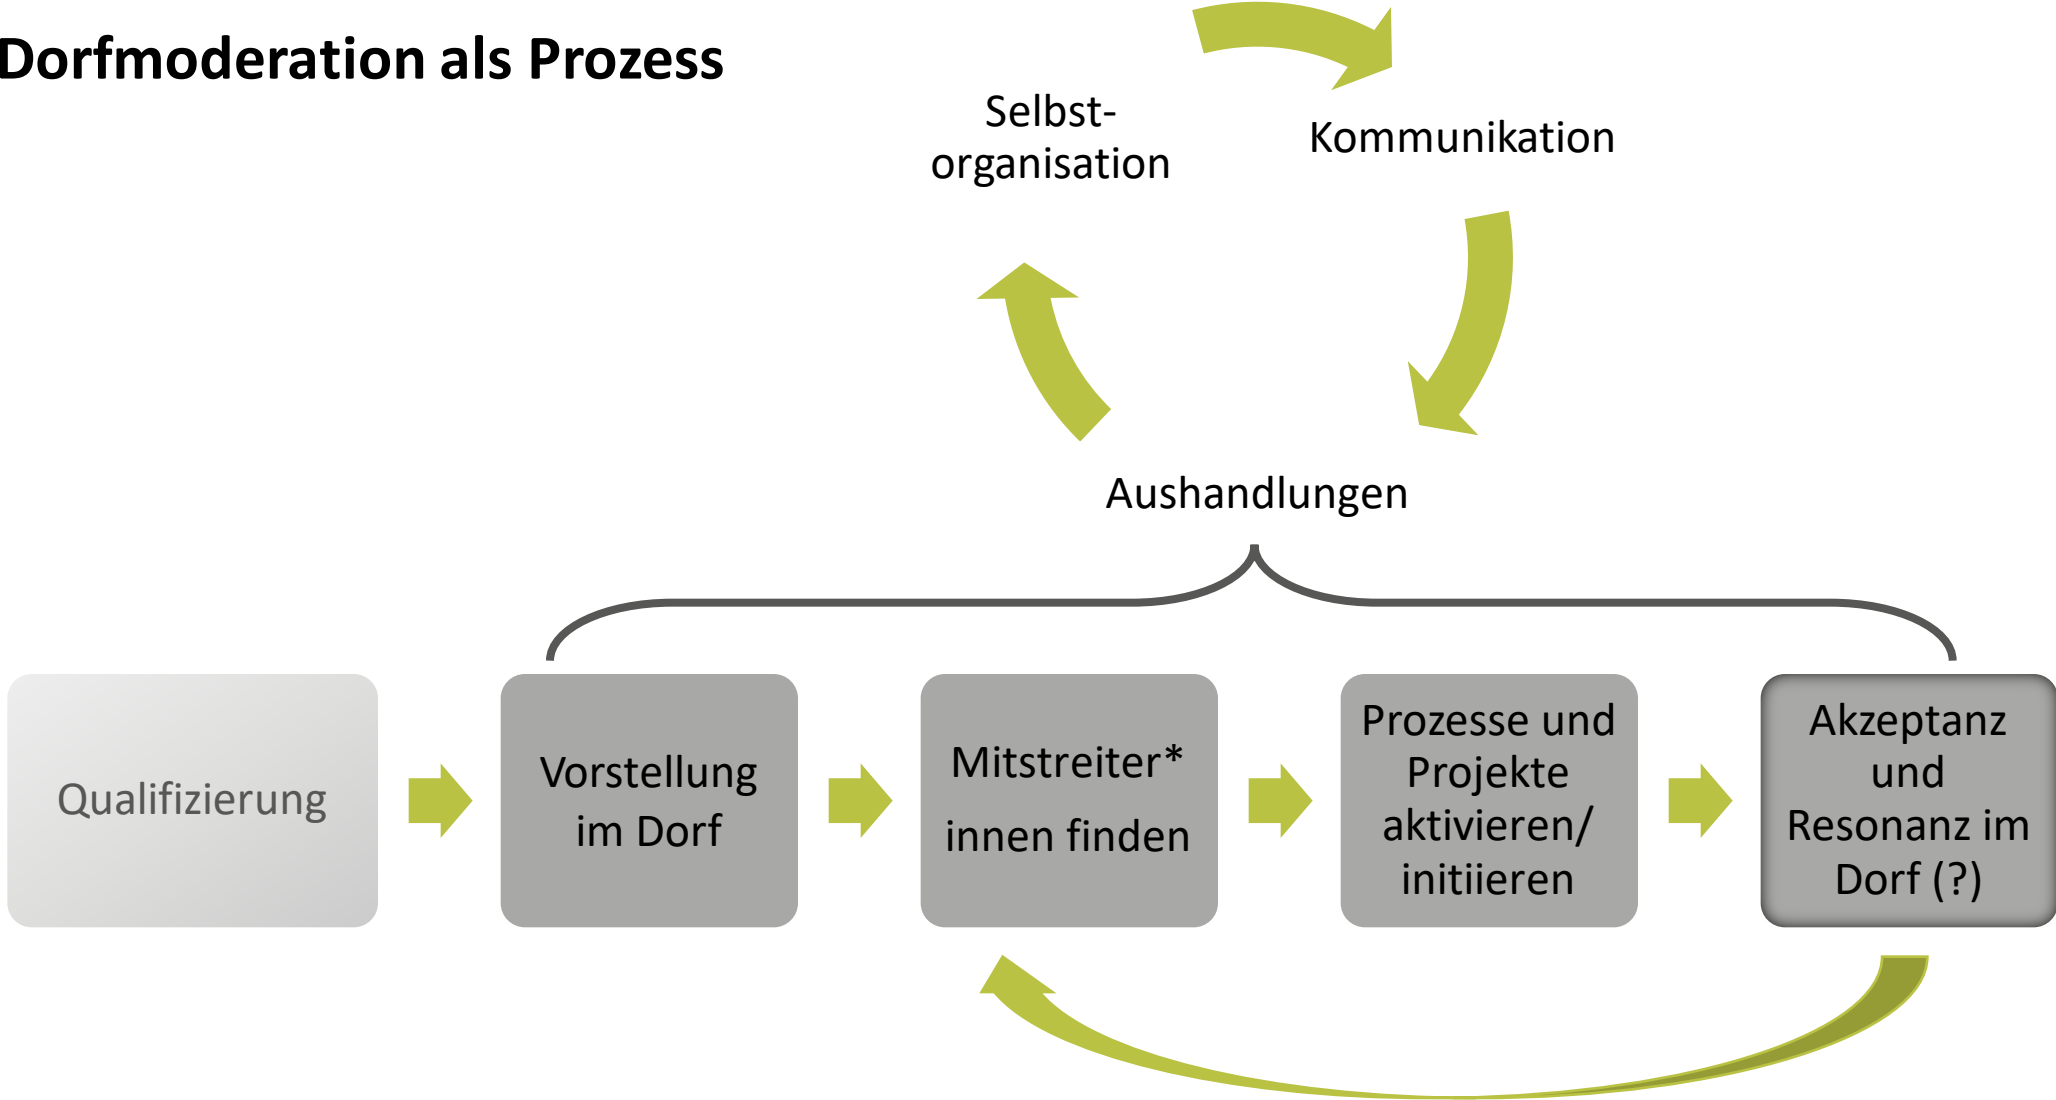 Dorfmoderation als Prozess
Selbst-
organisation
Kommunikation
Aushandlungen
Qualifizierung
Vorstellung
im Dorf
Mitstreiter*
innen finden
Prozesse und
Projekte
aktivieren/
initiieren
Akzeptanz
und
Resonanz im
Dorf (?)